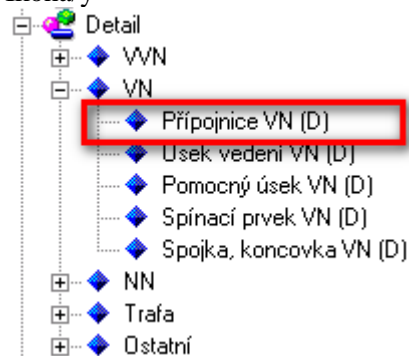 Detail
VVN
VN
Přípojnice VN (D)
Úsek vedení VN (D)
Pomocný úsek VN (D)
Spínací prvek VN (D)
Spojka, koncovka VN (D)
NN
Trafa
Ostatní